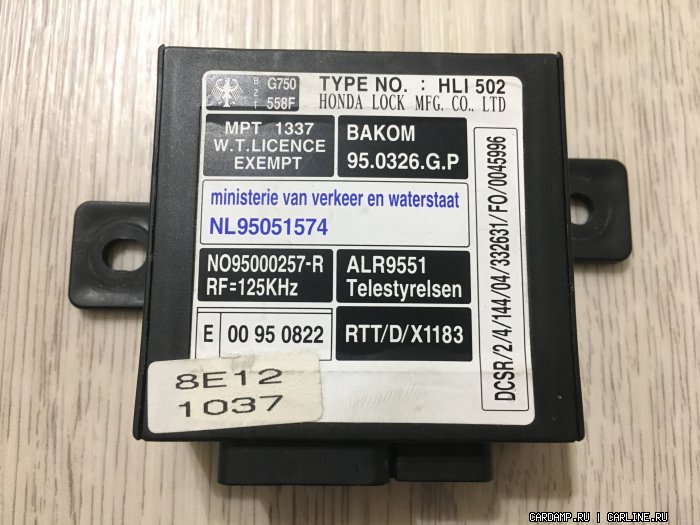 B Z T G750 558F
TYPE NO. : HLI 502
HONDA LOCK MFG. CO., LTD
MPT 1337
W.T.LICENCE
EXEMPT
BAKOM
95.0326.G.P
ministerie van verkeer en waterstaat
NL95051574
NO95000257-R
RF=125KHz
ALR9551
Telestyrelsen
E 00 95 0822
RTT/D/X1183
DCSR/2/4/144/04/332631/FO/0045996
8E12
1037
CARDAMP.RU | CARLINE.RU